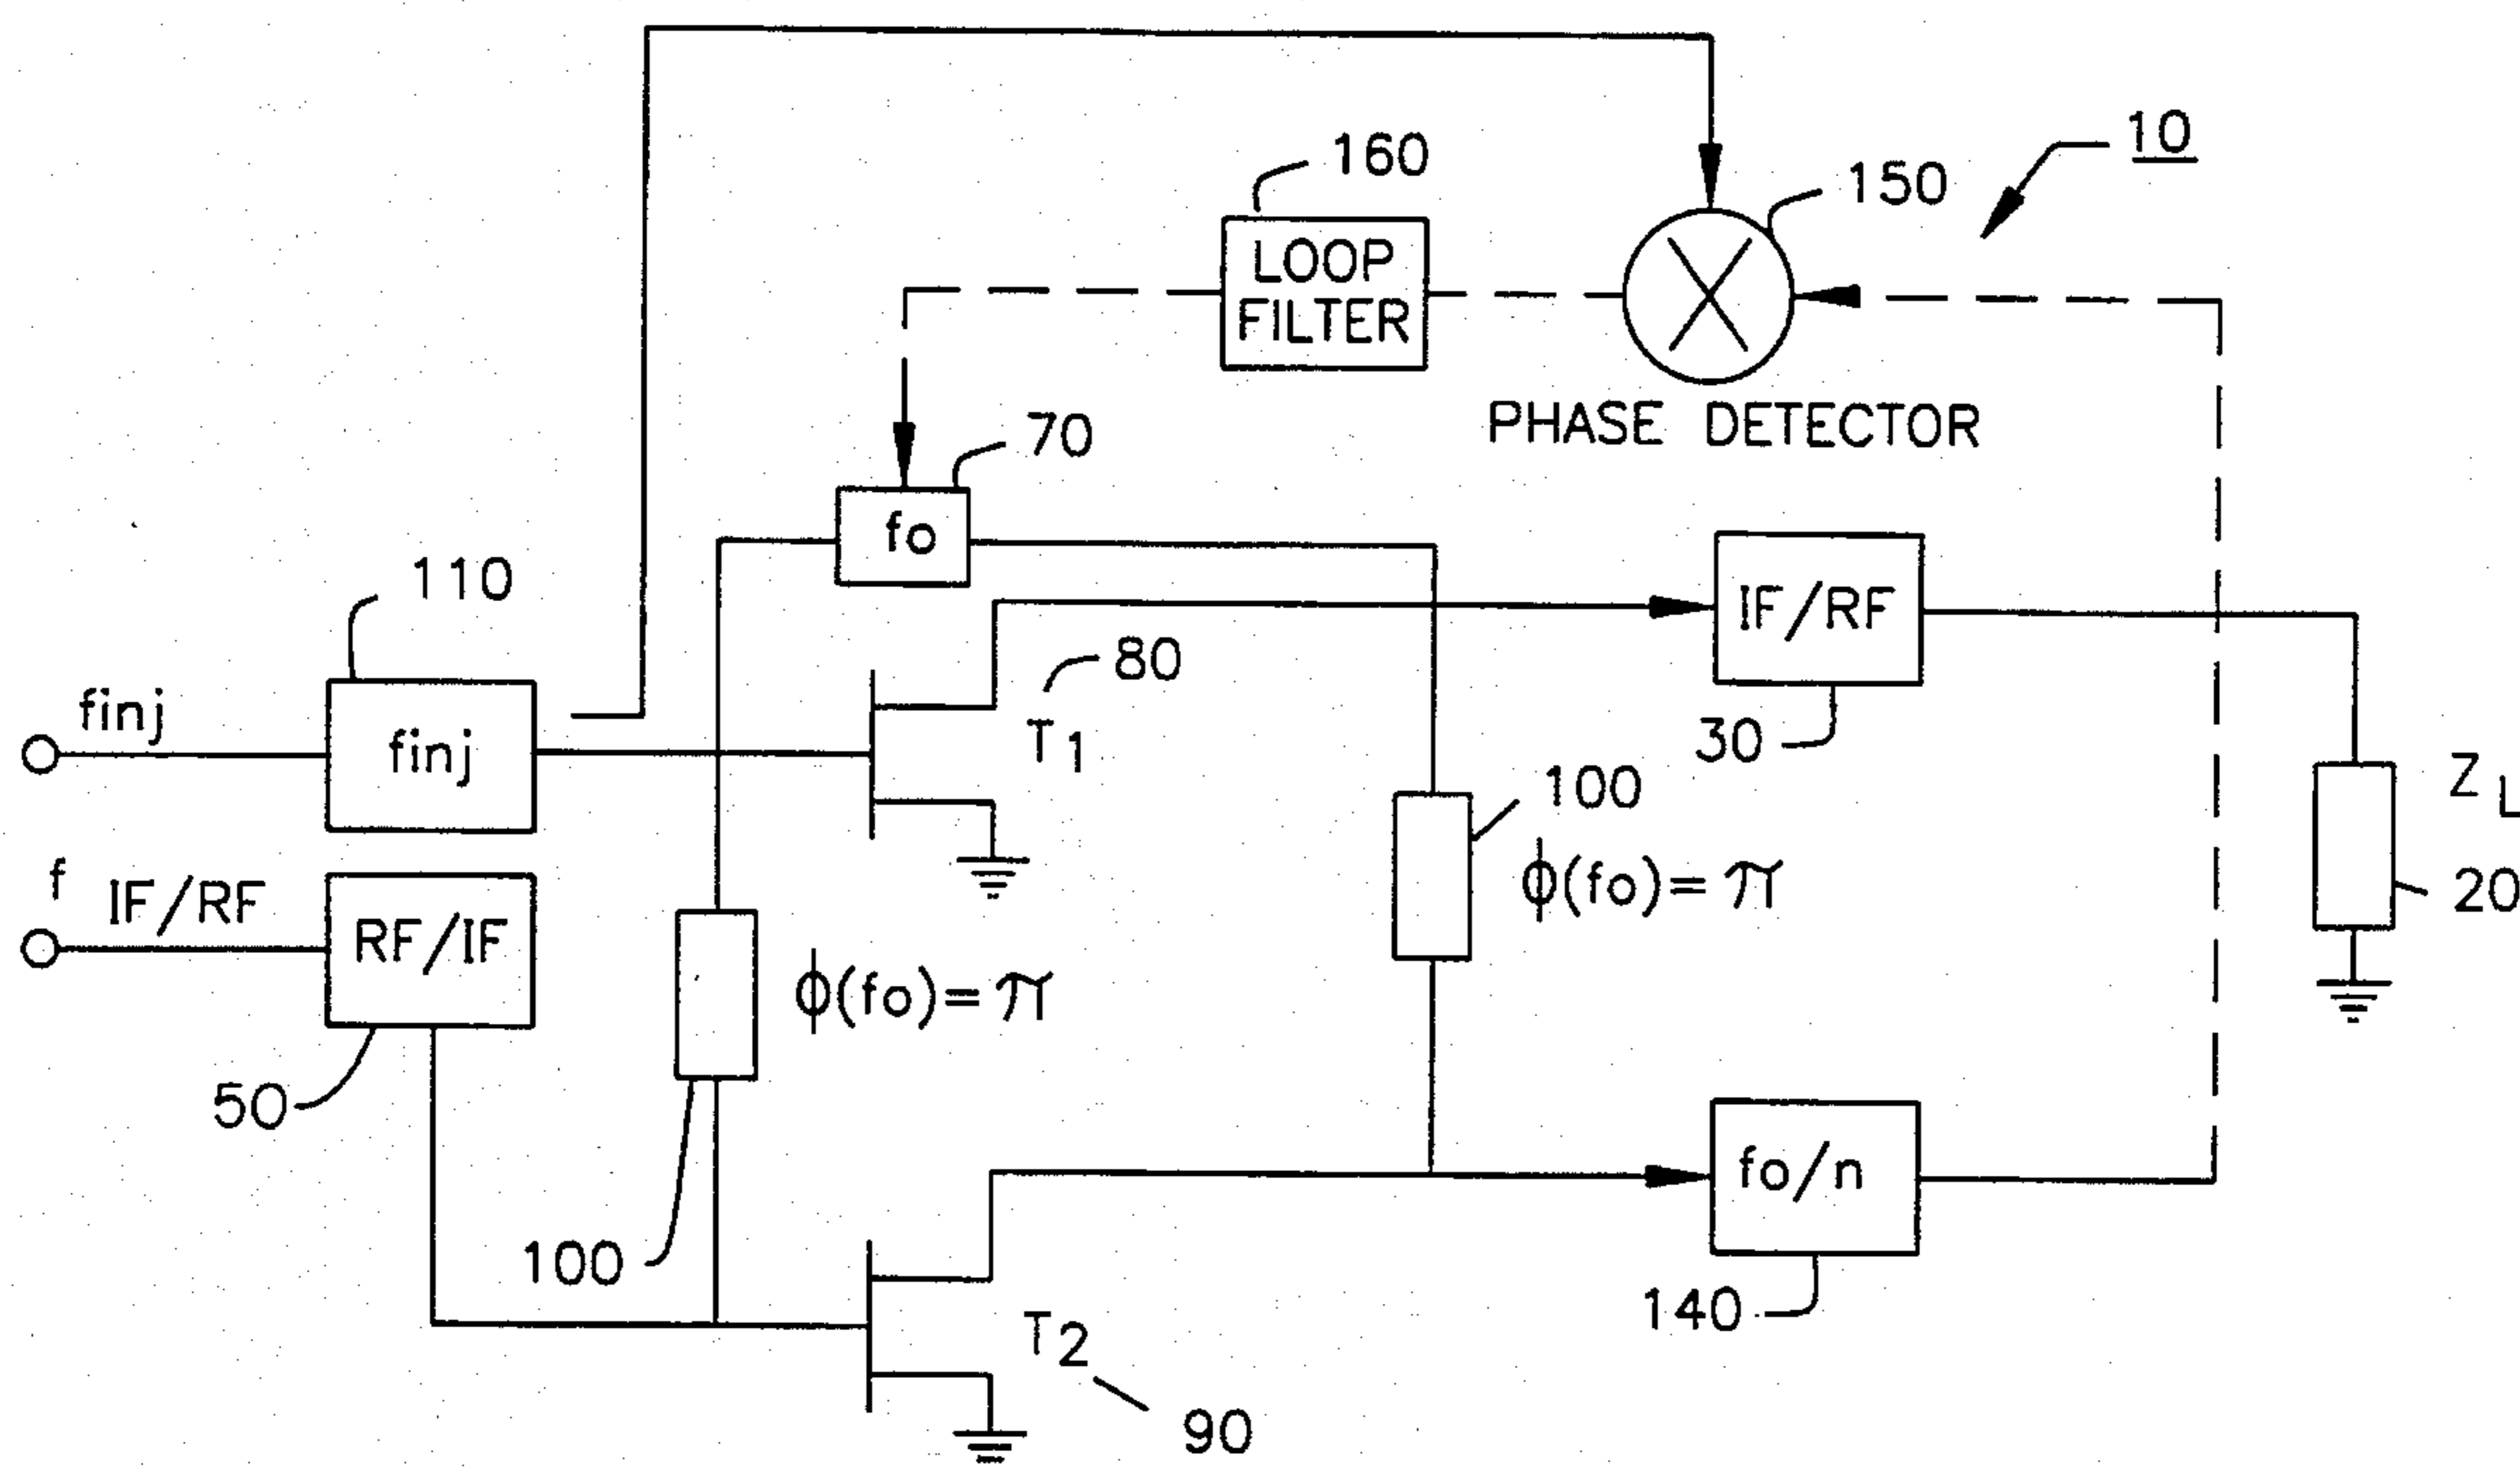 10
160
150
LOOP
FILTER
PHASE DETECTOR
70
fo
110
IF/RF
80
finj
finj
T1
30
ZL
100
ϕ(fo)=π
20
f
IF/RF
RF/IF
ϕ(fo)=π
50
100
fo/n
140
T2
90